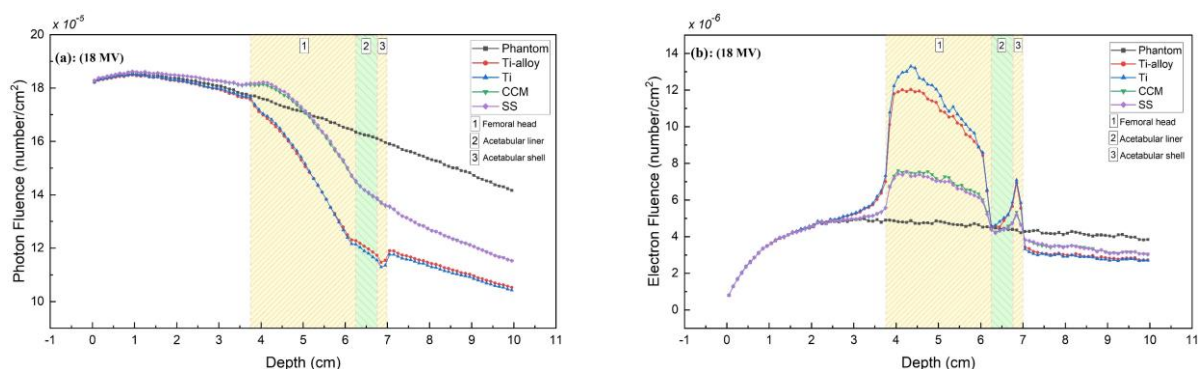 x 10⁻⁵
20
18
16
14
12
10
(a): (18 MV)
1
2
3
Phantom
Ti-alloy
Ti
CCM
SS
1 Femoral head
2 Acetabular liner
3 Acetabular shell
Photon Fluence (number/cm²)
-1 0 1 2 3 4 5 6 7 8 9 10 11
Depth (cm)
x 10⁻⁶
14
12
10
8
6
4
2
0
(b): (18 MV)
1
2
3
Phantom
Ti-alloy
Ti
CCM
SS
1 Femoral head
2 Acetabular liner
3 Acetabular shell
Electron Fluence (number/cm²)
-1 0 1 2 3 4 5 6 7 8 9 10 11
Depth (cm)